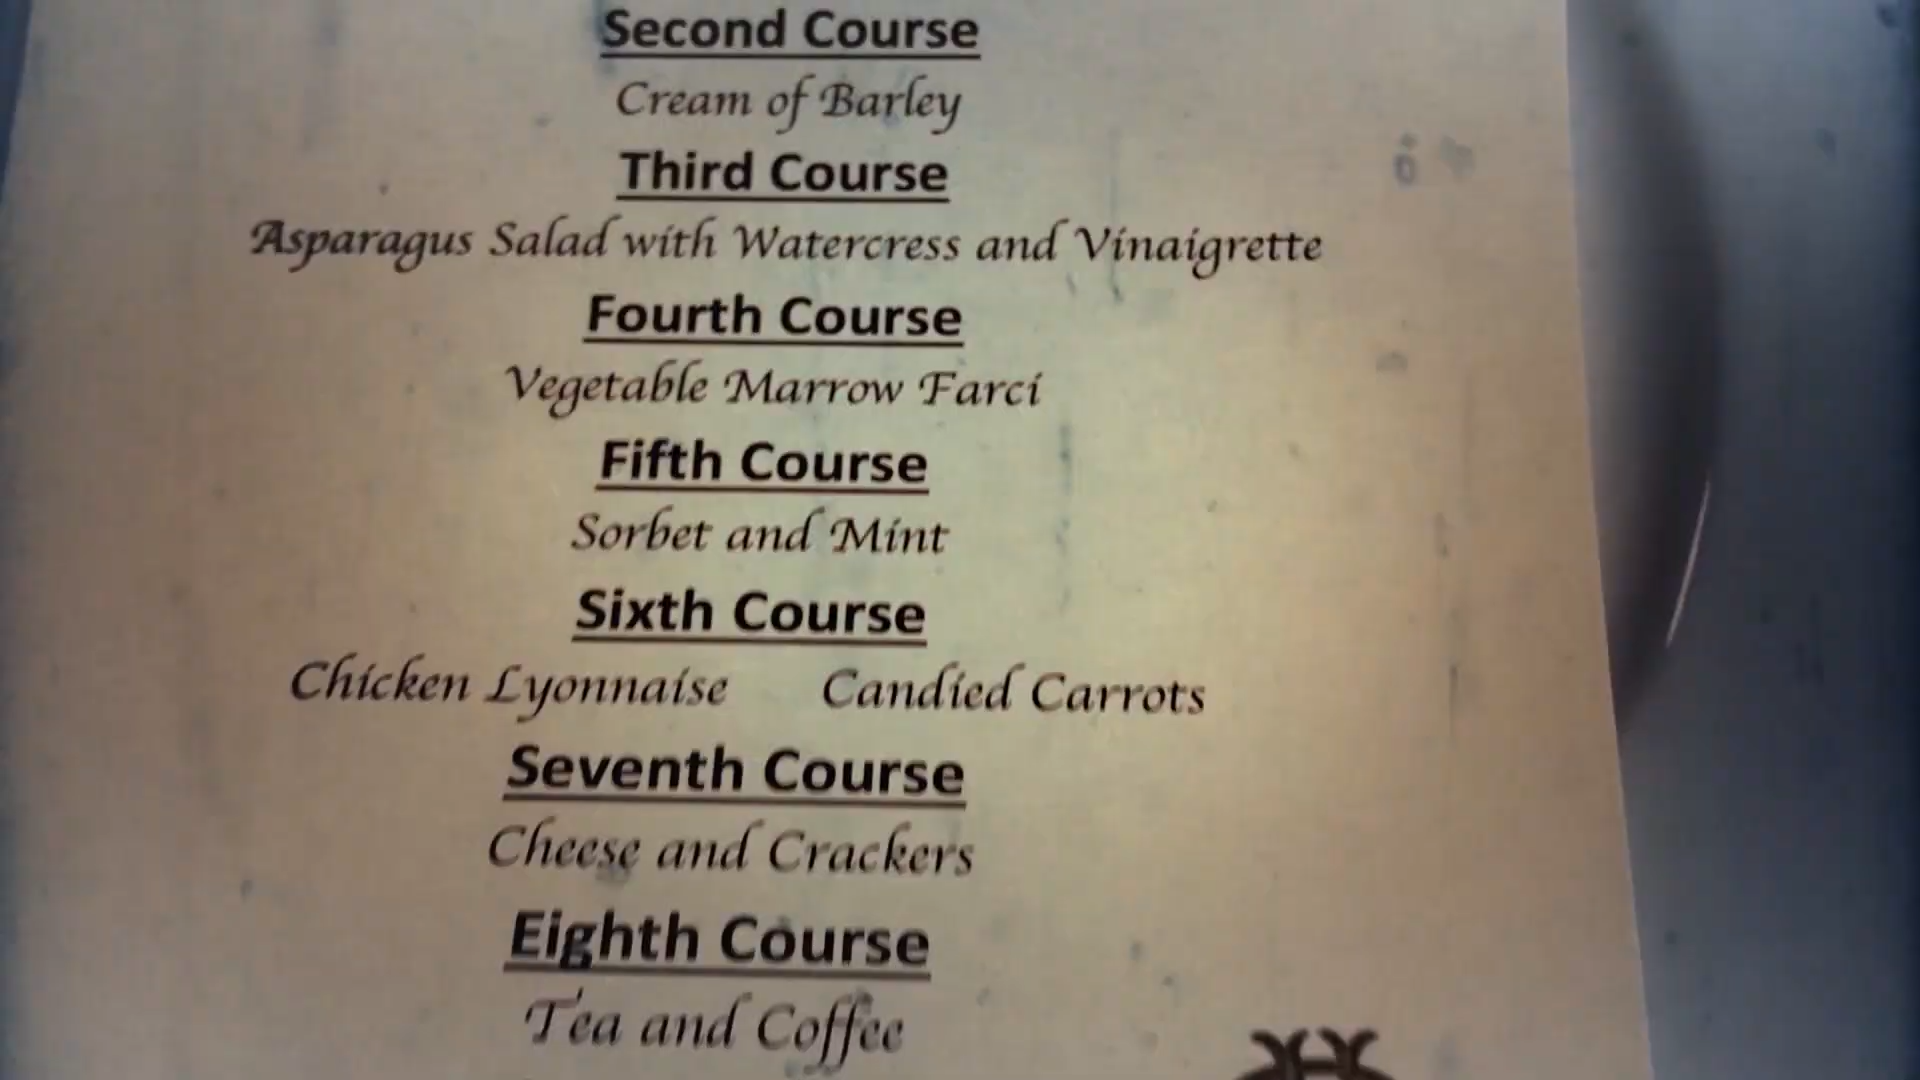 Second Course
Cream of Barley
Third Course
Asparagus Salad with Watercress and Vinaigrette
Fourth Course
Vegetable Marrow Farci
Fifth Course
Sorbet and Mint
Sixth Course
Chicken Lyonnaise Candied Carrots
Seventh Course
Cheese and Crackers
Eighth Course
Tea and Coffee